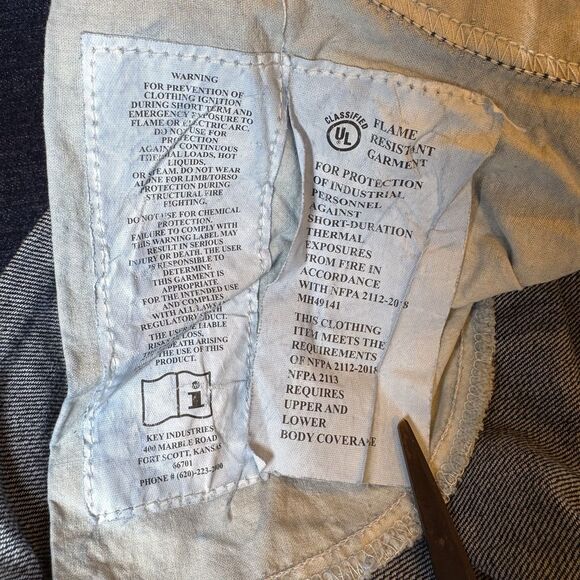 WARNING
FOR PREVENTION OF
CLOTHING IGNITION
DURING SHORT TERM AND
EMERGENCY EXPOSURE TO
FLAME OR ELECTRIC ARC.
DO NOT USE FOR
PROTECTION
AGAINST CONTINUOUS
THERMAL LOADS, HOT
LIQUIDS,
OR STEAM. DO NOT WEAR
ALONE FOR LIMB/TORSO
PROTECTION DURING
STRUCTURAL FIRE
FIGHTING.
DO NOT USE FOR CHEMICAL
PROTECTION.
FAILURE TO COMPLY WITH
THIS WARNING LABEL MAY
RESULT IN SERIOUS
INJURY OR DEATH. THE USER
IS RESPONSIBLE TO
DETERMINE
THIS GARMENT IS
APPROPRIATE
FOR THE INTENDED USE
AND COMPLIES
WITH ALL LAWS
REGULATORY
THE USER LIABLE
LOSS,
DEATH ARISING
THE USE OF THIS
PRODUCT.
i
KEY INDUSTRIES
400 MARBLE ROAD
FORT SCOTT, KANSAS
66701
PHONE # (620)-223-2000
CLASSIFIED
UL
FLAME
RESISTANT
GARMENT
FOR PROTECTION
OF INDUSTRIAL
PERSONNEL
AGAINST
SHORT-DURATION
THERMAL
EXPOSURES
FROM FIRE IN
ACCORDANCE
WITH NFPA 2112-2018
MH49141
THIS CLOTHING
ITEM MEETS THE
REQUIREMENTS
OF NFPA 2112-2018
NFPA 2113
REQUIRES
UPPER AND
LOWER
BODY COVERAGE